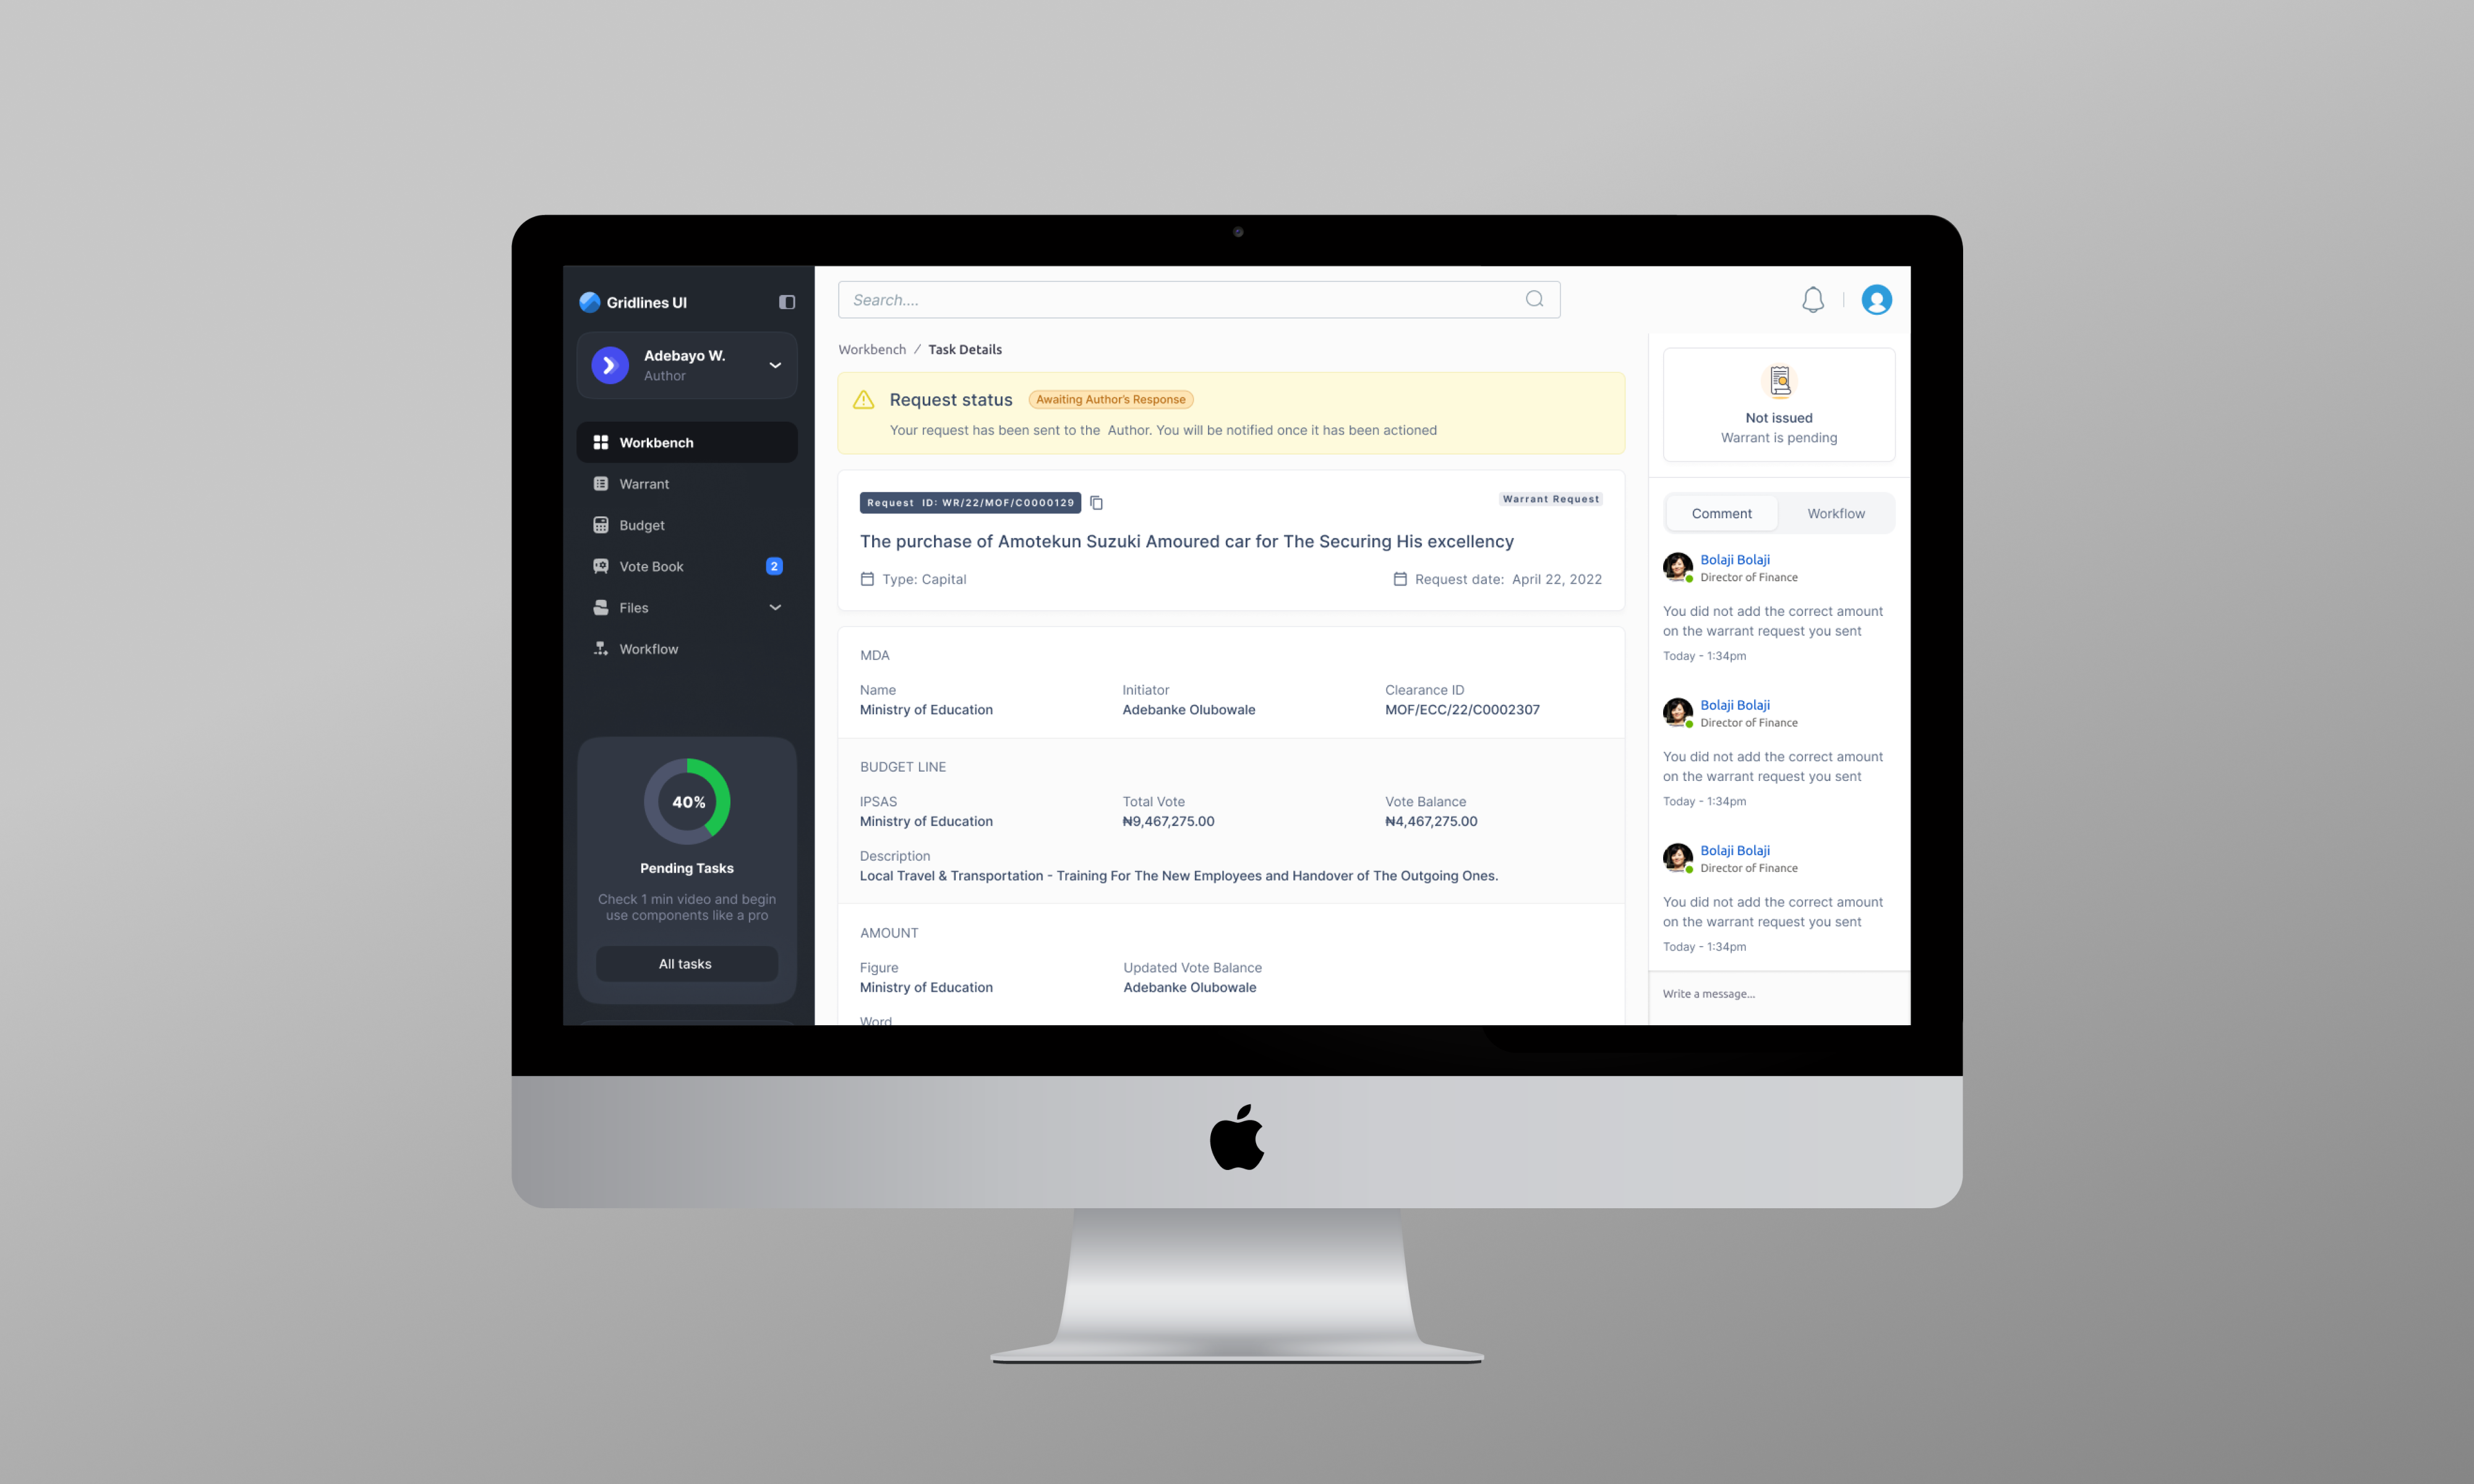 Gridlines UI
Adebayo W.
Author
Workbench
Warrant
Budget
Vote Book
2
Files
Workflow
40%
Pending Tasks
Check 1 min video and begin
use components like a pro
All tasks
Search....
Workbench / Task Details
Request status
Awaiting Author's Response
Your request has been sent to the Author. You will be notified once it has been actioned
Request ID: WR/22/MOF/C0000129
Warrant Request
The purchase of Amotekun Suzuki Amoured car for The Securing His excellency
Type: Capital
Request date: April 22, 2022
MDA
Name
Ministry of Education
Initiator
Adebanke Olubowale
Clearance ID
MOF/ECC/22/C0002307
BUDGET LINE
IPSAS
Ministry of Education
Total Vote
₦9,467,275.00
Vote Balance
₦4,467,275.00
Description
Local Travel & Transportation - Training For The New Employees and Handover of The Outgoing Ones.
AMOUNT
Figure
Ministry of Education
Updated Vote Balance
Adebanke Olubowale
Word
Not issued
Warrant is pending
Comment
Workflow
Bolaji Bolaji
Director of Finance
You did not add the correct amount
on the warrant request you sent
Today - 1:34pm
Bolaji Bolaji
Director of Finance
You did not add the correct amount
on the warrant request you sent
Today - 1:34pm
Bolaji Bolaji
Director of Finance
You did not add the correct amount
on the warrant request you sent
Today - 1:34pm
Write a message...